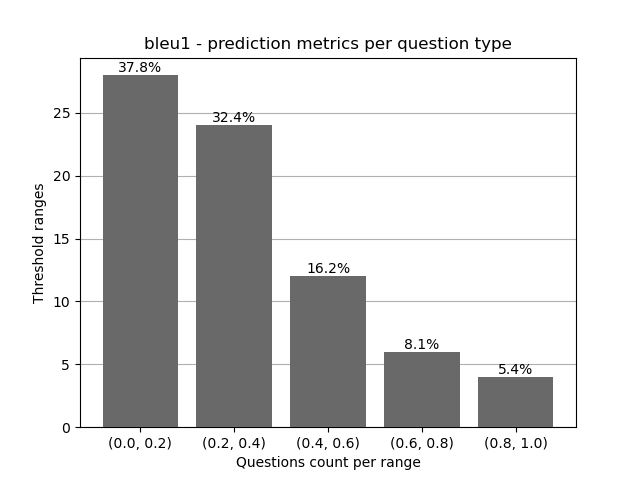 bleu1 - prediction metrics per question type
37.8%
32.4%
16.2%
8.1%
5.4%
25
20
15
10
5
0
Threshold ranges
(0.0, 0.2) (0.2, 0.4) (0.4, 0.6) (0.6, 0.8) (0.8, 1.0)
Questions count per range